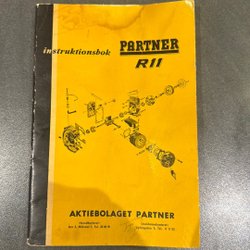 instruktionsbok
PARTNER
R11
AKTIEBOLAGET PARTNER